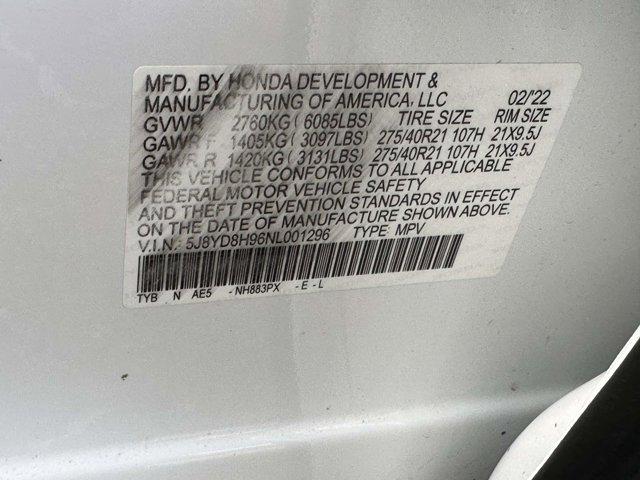 MFD. BY HONDA DEVELOPMENT &
MANUFACTURING OF AMERICA, LLC 02/'22
GVWR 2760KG ( 6085LBS) TIRE SIZE RIM SIZE
GAWR F 1405KG ( 3097LBS) 275/40R21 107H 21X9.5J
GAWR R 1420KG ( 3131LBS) 275/40R21 107H 21X9.5J
THIS VEHICLE CONFORMS TO ALL APPLICABLE
FEDERAL MOTOR VEHICLE SAFETY
AND THEFT PREVENTION STANDARDS IN EFFECT
ON THE DATE OF MANUFACTURE SHOWN ABOVE.
V.I.N.: 5J8YD8H96NL001296 TYPE: MPV
TYB N AE5 -NH883PX -E-L